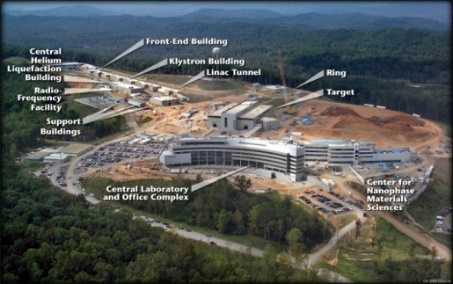 Front-End Building
Central
Helium
Liquefaction
Building
Klystron Building
Linac Tunnel
Radio-
Frequency
Facility
Ring
Target
Support
Buildings
Central Laboratory
and Office Complex
Center for
Nanophase
Materials
Sciences